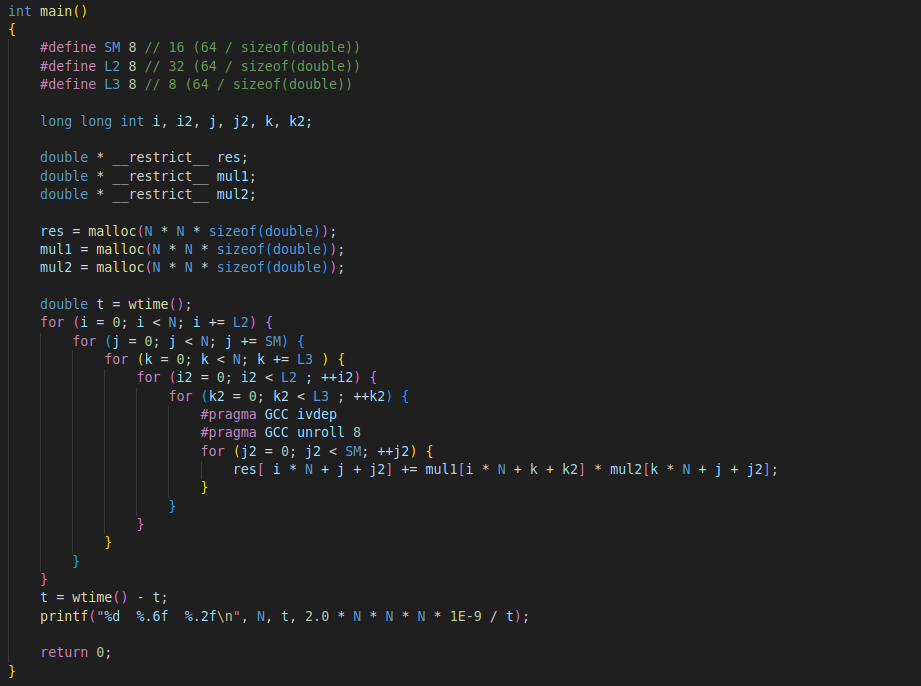 int main()
{
    #define SM 8 // 16 (64 / sizeof(double))
    #define L2 8 // 32 (64 / sizeof(double))
    #define L3 8 // 8 (64 / sizeof(double))

    long long int i, i2, j, j2, k, k2;

    double * __restrict__ res;
    double * __restrict__ mul1;
    double * __restrict__ mul2;

    res = malloc(N * N * sizeof(double));
    mul1 = malloc(N * N * sizeof(double));
    mul2 = malloc(N * N * sizeof(double));

    double t = wtime();
    for (i = 0; i < N; i += L2) {
        for (j = 0; j < N; j += SM) {
            for (k = 0; k < N; k += L3 ) {
                for (i2 = 0; i2 < L2 ; ++i2) {
                    for (k2 = 0; k2 < L3 ; ++k2) {
                        #pragma GCC ivdep
                        #pragma GCC unroll 8
                        for (j2 = 0; j2 < SM; ++j2) {
                            res[ i * N + j + j2] += mul1[i * N + k + k2] * mul2[k * N + j + j2];
                        }
                    }
                }
            }
        }
    }
    t = wtime() - t;
    printf("%d  %.6f  %.2f\n", N, t, 2.0 * N * N * N * 1E-9 / t);

    return 0;
}